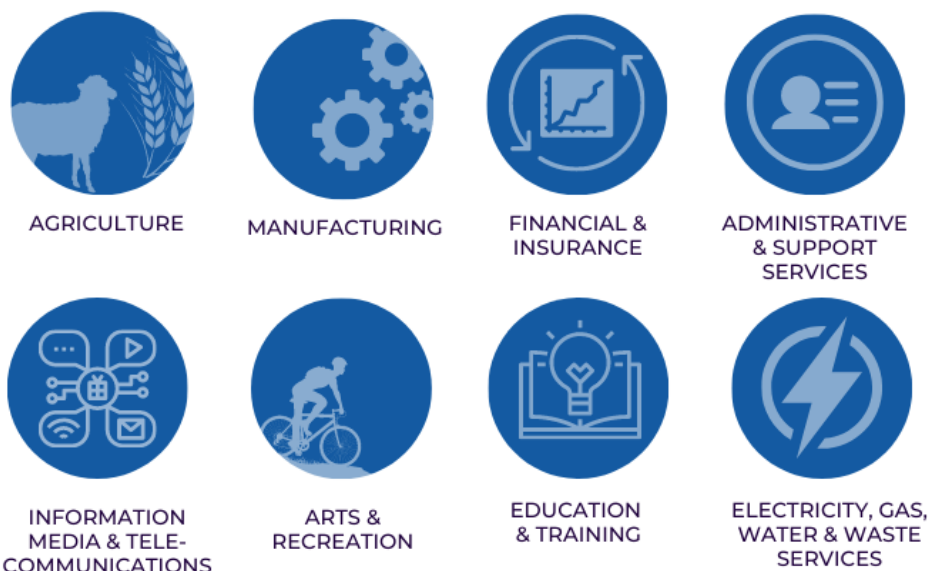 AGRICULTURE
MANUFACTURING
FINANCIAL &
INSURANCE
ADMINISTRATIVE
& SUPPORT
SERVICES
INFORMATION
MEDIA & TELE-
COMMUNICATIONS
ARTS &
RECREATION
EDUCATION
& TRAINING
ELECTRICITY, GAS,
WATER & WASTE
SERVICES